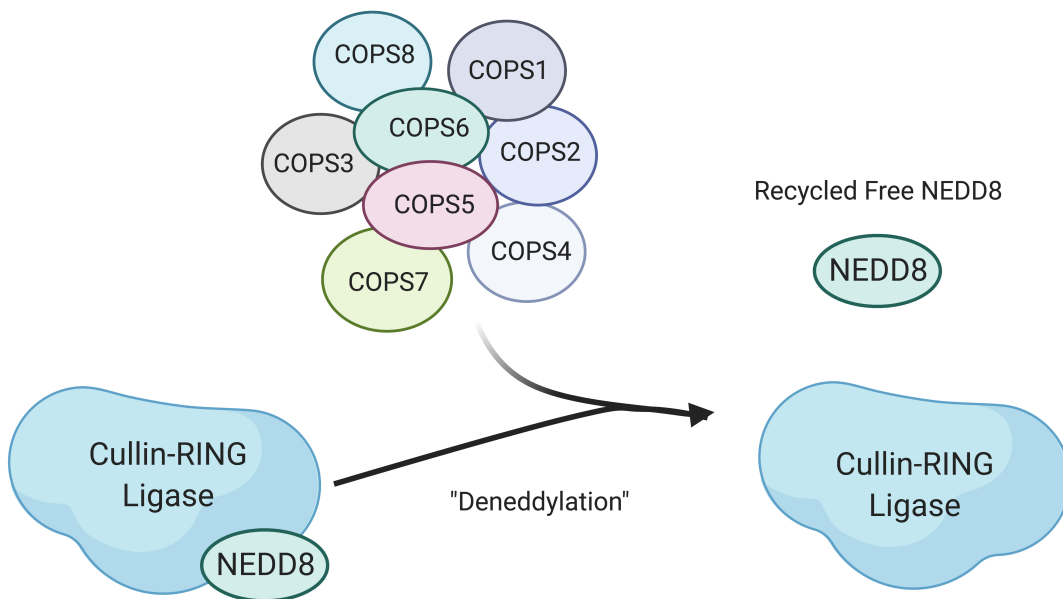 COPS8
COPS1
COPS6
COPS2
COPS3
COPS5
COPS4
COPS7
Recycled Free NEDD8
NEDD8
Cullin-RING
Ligase
NEDD8
"Deneddylation"
Cullin-RING
Ligase